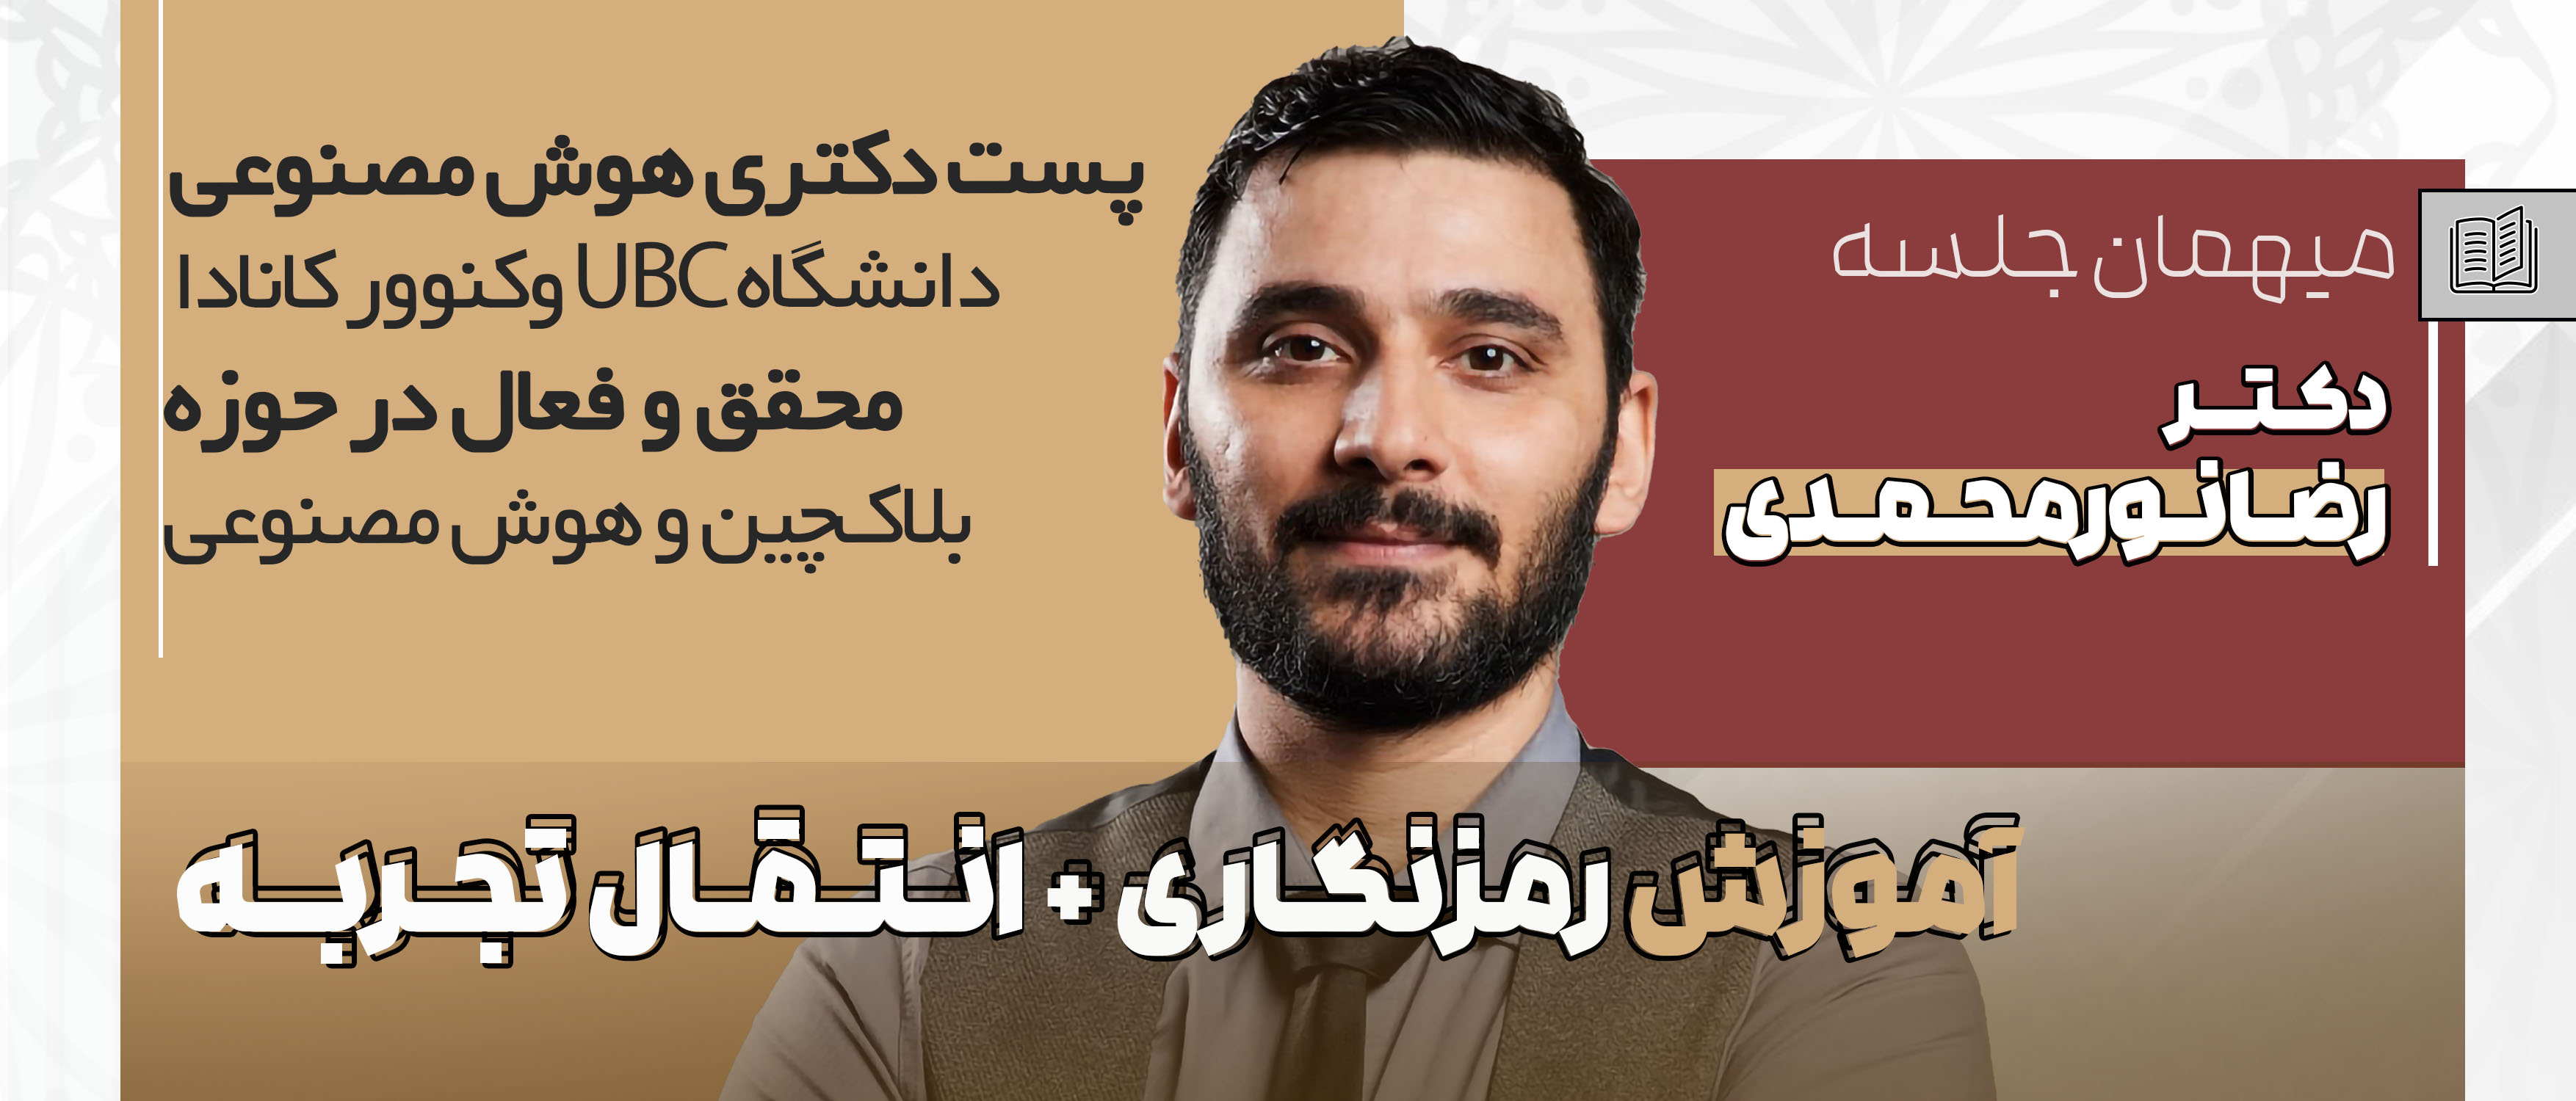 میهمان جلسه
دکتر
رضا نورمحمدی
پست دکتری هوش مصنوعی
دانشگاه UBC وکنوور کانادا
محقق و فعال در حوزه
بلاکچین و هوش مصنوعی
آموزش رمزنگاری + انتقال تجربه